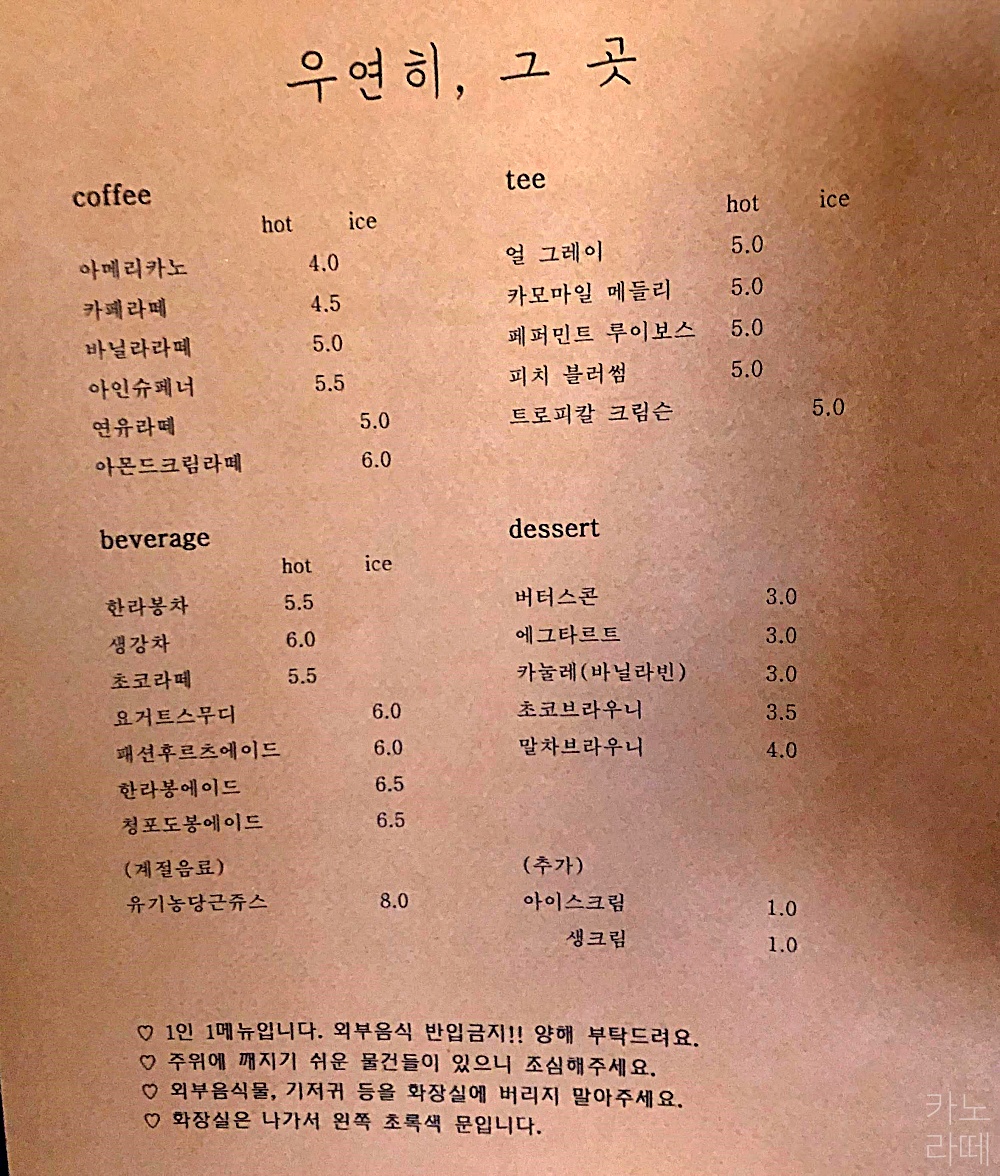 우연히, 그 곳
coffee
hot ice
아메리카노 4.0
카페라떼 4.5
바닐라라떼 5.0
아인슈페너 5.5
연유라떼 5.0
아몬드크림라떼 6.0
tee
hot ice
얼 그레이 5.0
카모마일 메들리 5.0
페퍼민트 루이보스 5.0
피치 블러썸 5.0
트로피칼 크림슨 5.0
beverage
hot ice
한라봉차 5.5
생강차 6.0
초코라떼 5.5
요거트스무디 6.0
패션후르츠에이드 6.0
한라봉에이드 6.5
청포도봉에이드 6.5
(계절음료)
유기농당근쥬스 8.0
dessert
버터스콘 3.0
에그타르트 3.0
카눌레(바닐라빈) 3.0
초코브라우니 3.5
말차브라우니 4.0
(추가)
아이스크림 1.0
생크림 1.0
♡ 1인 1메뉴입니다. 외부음식 반입금지!! 양해 부탁드려요.
♡ 주위에 깨지기 쉬운 물건들이 있으니 조심해주세요.
♡ 외부음식물, 기저귀 등을 화장실에 버리지 말아주세요.
♡ 화장실은 나가서 왼쪽 초록색 문입니다.
카노
라떼